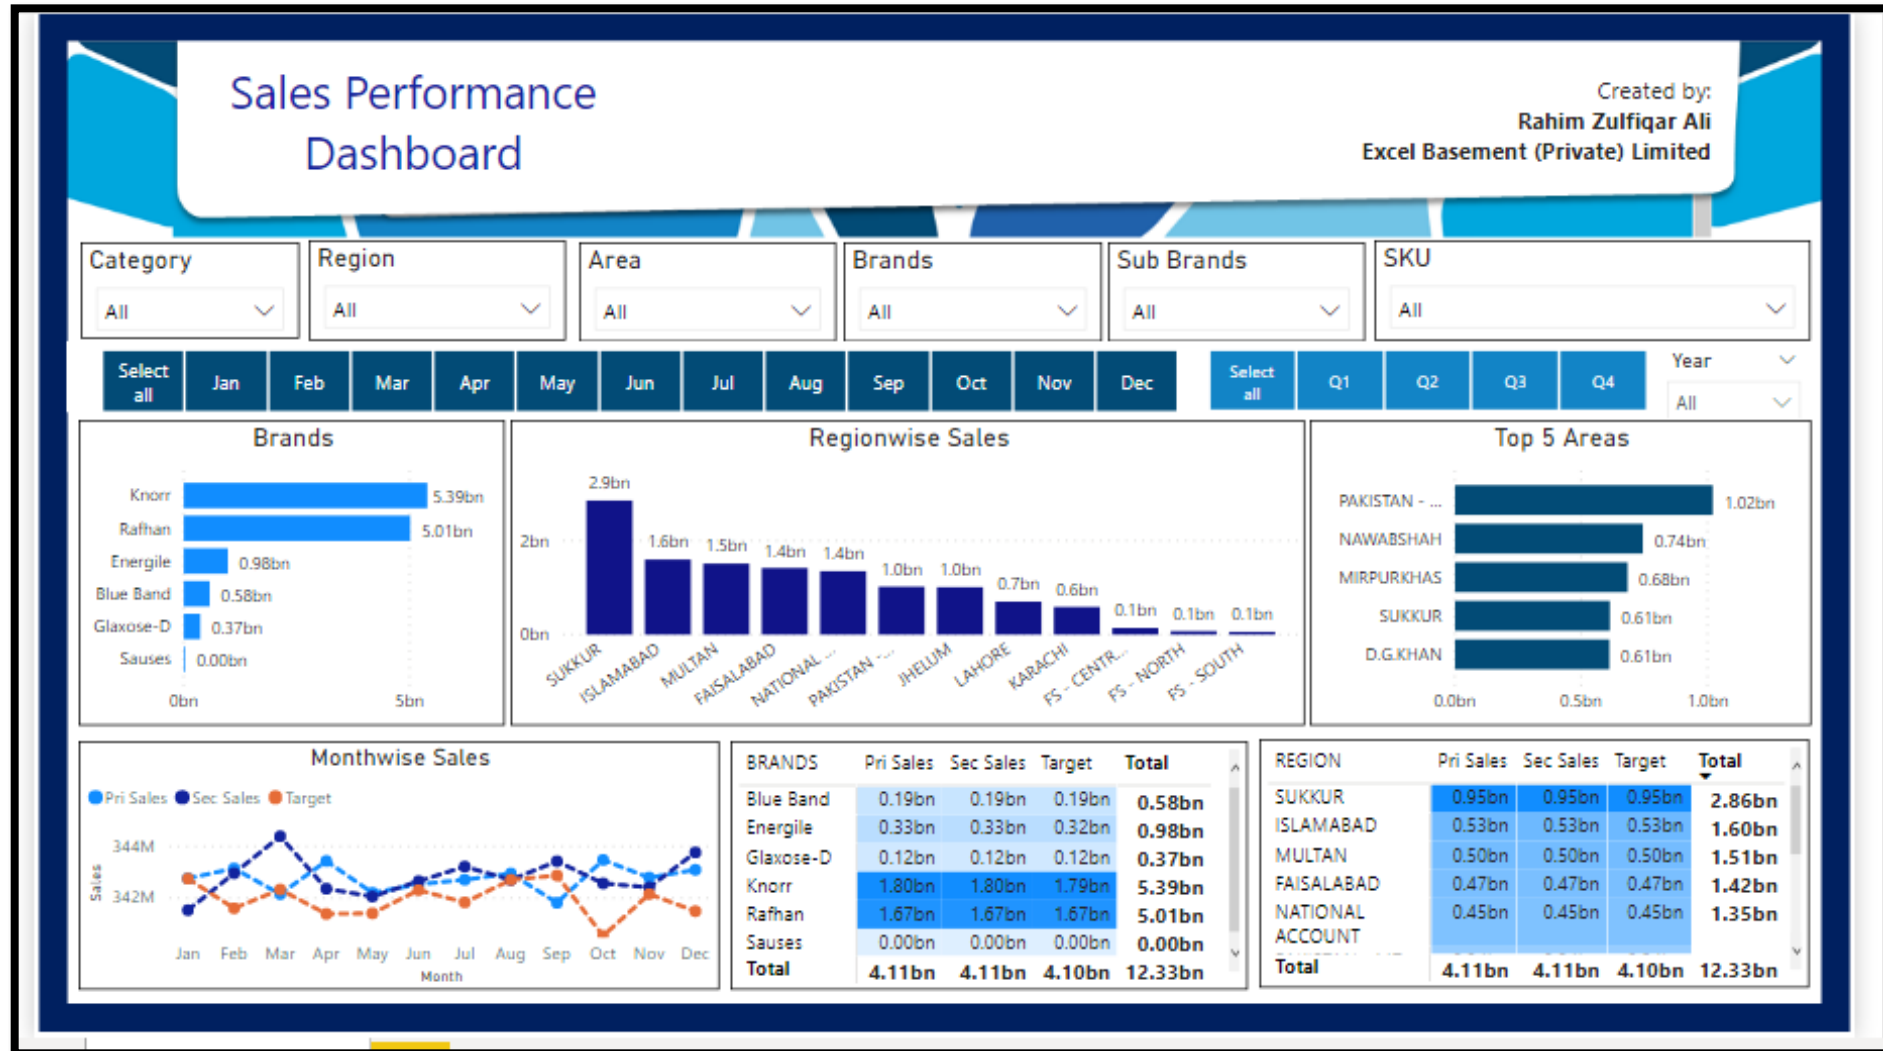 Sales Performance
Dashboard
Created by:
Rahim Zulfiqar Ali
Excel Basement (Private) Limited
Category
All
Region
All
Area
All
Brands
All
Sub Brands
All
SKU
All
Select all Jan Feb Mar Apr May Jun Jul Aug Sep Oct Nov Dec
Select all Q1 Q2 Q3 Q4
Year
All
Brands
Knorr 5.39bn
Rafhan 5.01bn
Energile 0.98bn
Blue Band 0.58bn
Glaxose-D 0.37bn
Sauses 0.00bn
0bn 5bn
Regionwise Sales
2.9bn 1.6bn 1.5bn 1.4bn 1.4bn 1.0bn 1.0bn 0.7bn 0.6bn 0.1bn 0.1bn 0.1bn
2bn
0bn
SUKKUR ISLAMABAD MULTAN FAISALABAD NATIONAL ... PAKISTAN -... JHELUM LAHORE KARACHI FS - CENTR... FS - NORTH FS - SOUTH
Top 5 Areas
PAKISTAN - ... 1.02bn
NAWABSHAH 0.74bn
MIRPURKHAS 0.68bn
SUKKUR 0.61bn
D.G.KHAN 0.61bn
0.0bn 0.5bn 1.0bn
Monthwise Sales
Pri Sales Sec Sales Target
344M
342M
Sales
Jan Feb Mar Apr May Jun Jul Aug Sep Oct Nov Dec
Month
BRANDS Pri Sales Sec Sales Target Total
Blue Band 0.19bn 0.19bn 0.19bn 0.58bn
Energile 0.33bn 0.33bn 0.32bn 0.98bn
Glaxose-D 0.12bn 0.12bn 0.12bn 0.37bn
Knorr 1.80bn 1.80bn 1.79bn 5.39bn
Rafhan 1.67bn 1.67bn 1.67bn 5.01bn
Sauses 0.00bn 0.00bn 0.00bn 0.00bn
Total 4.11bn 4.11bn 4.10bn 12.33bn
REGION Pri Sales Sec Sales Target Total
SUKKUR 0.95bn 0.95bn 0.95bn 2.86bn
ISLAMABAD 0.53bn 0.53bn 0.53bn 1.60bn
MULTAN 0.50bn 0.50bn 0.50bn 1.51bn
FAISALABAD 0.47bn 0.47bn 0.47bn 1.42bn
NATIONAL 0.45bn 0.45bn 0.45bn 1.35bn
ACCOUNT
Total 4.11bn 4.11bn 4.10bn 12.33bn